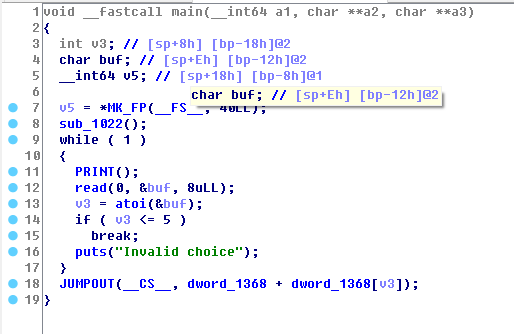 1 void __fastcall main(__int64 a1, char **a2, char **a3)
2 {
3 int v3; // [sp+8h] [bp-18h]@2
4 char buf; // [sp+Eh] [bp-12h]@2
5 __int64 v5; // [sp+18h] [bp-8h]@1
6
char buf; // [sp+Eh] [bp-12h]@2
7 v5 = *MK_FP(__FS__, 40LL);
8 sub_1022();
9 while ( 1 )
10 {
11 PRINT();
12 read(0, &buf, 8uLL);
13 v3 = atoi(&buf);
14 if ( v3 <= 5 )
15 break;
16 puts("Invalid choice");
17 }
18 JUMPOUT(__CS__, dword_1368 + dword_1368[v3]);
19 }